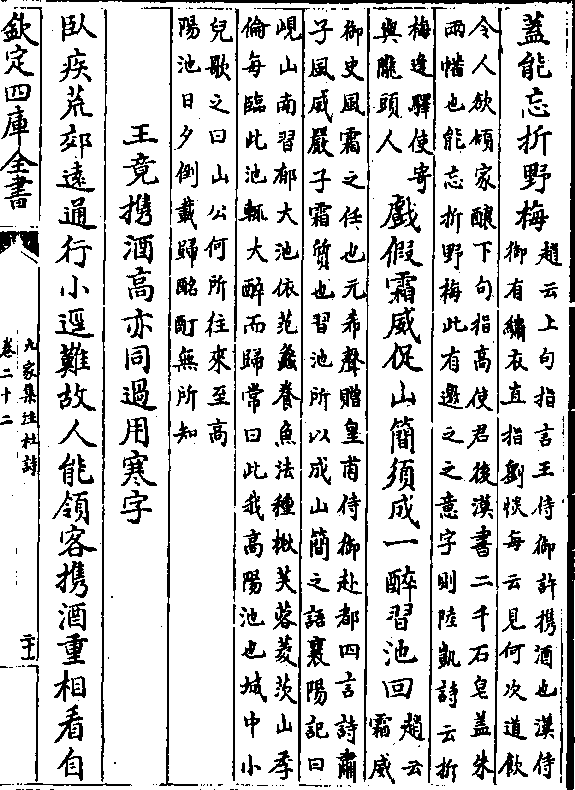 蓋能忘折野梅
趙云上句指言王侍御許携酒也漢侍
御有繡衣直指劉惔每云見何次道飲
令人欲傾家釀下句指高使君後漢書二千石皂蓋朱
兩幡也能忘折野梅此有邀之之意字則陸凱詩云折
梅逢驛使寄
與隴頭人
戲假霜威促山簡須成一醉習池回
趙云
霜威
御史風霜之任也元希聲贈皇甫侍御赴都四言詩肅
子風威嚴子霜質也習池所以成山簡之語襄陽記曰
峴山南習郁大池依范蠡養魚法種楸芙蓉菱茨山季
倫每臨此池輒大醉而歸常曰此我高陽池也城中小
兒歌之曰山公何所往來至高
陽池日夕倒載歸酩酊無所知
王竟携酒高亦同過用寒字
臥疾荒郊遠通行小逕難故人能領客携酒重相看自
欽定四庫全書
九家集注杜詩
卷二十二
二十一